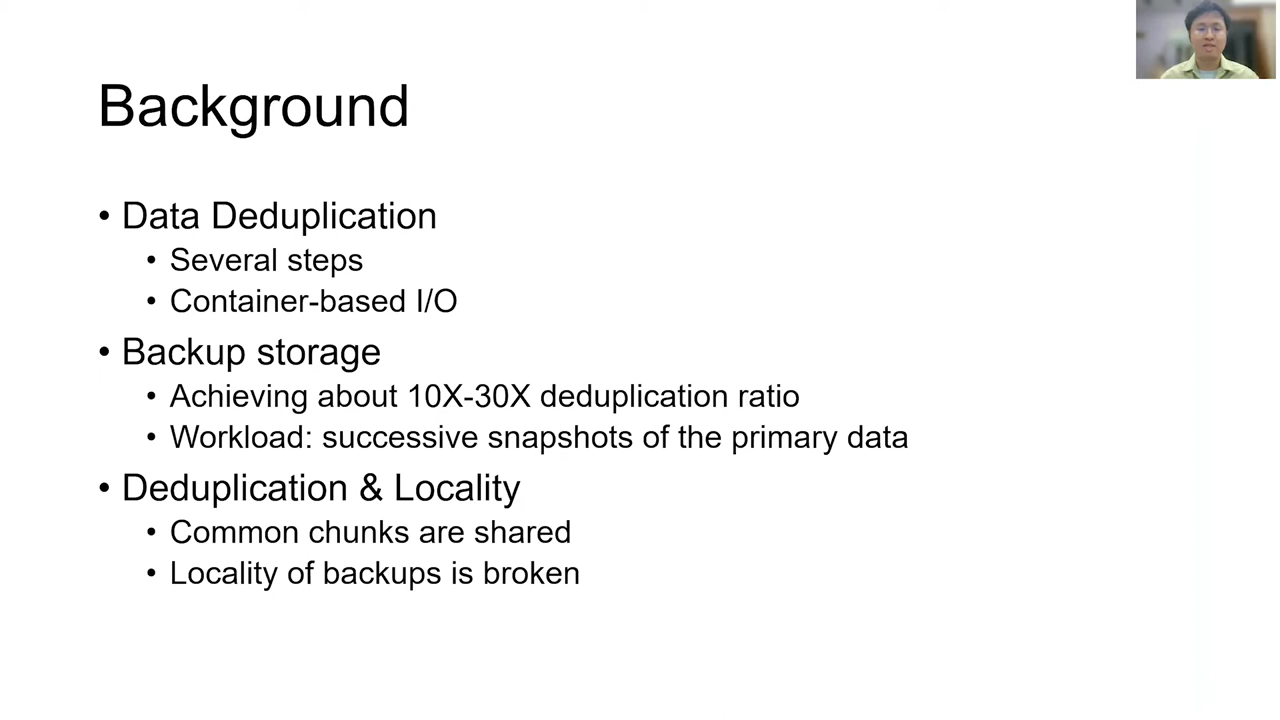 Background
• Data Deduplication
• Several steps
• Container-based I/O
• Backup storage
• Achieving about 10X-30X deduplication ratio
• Workload: successive snapshots of the primary data
• Deduplication & Locality
• Common chunks are shared
• Locality of backups is broken